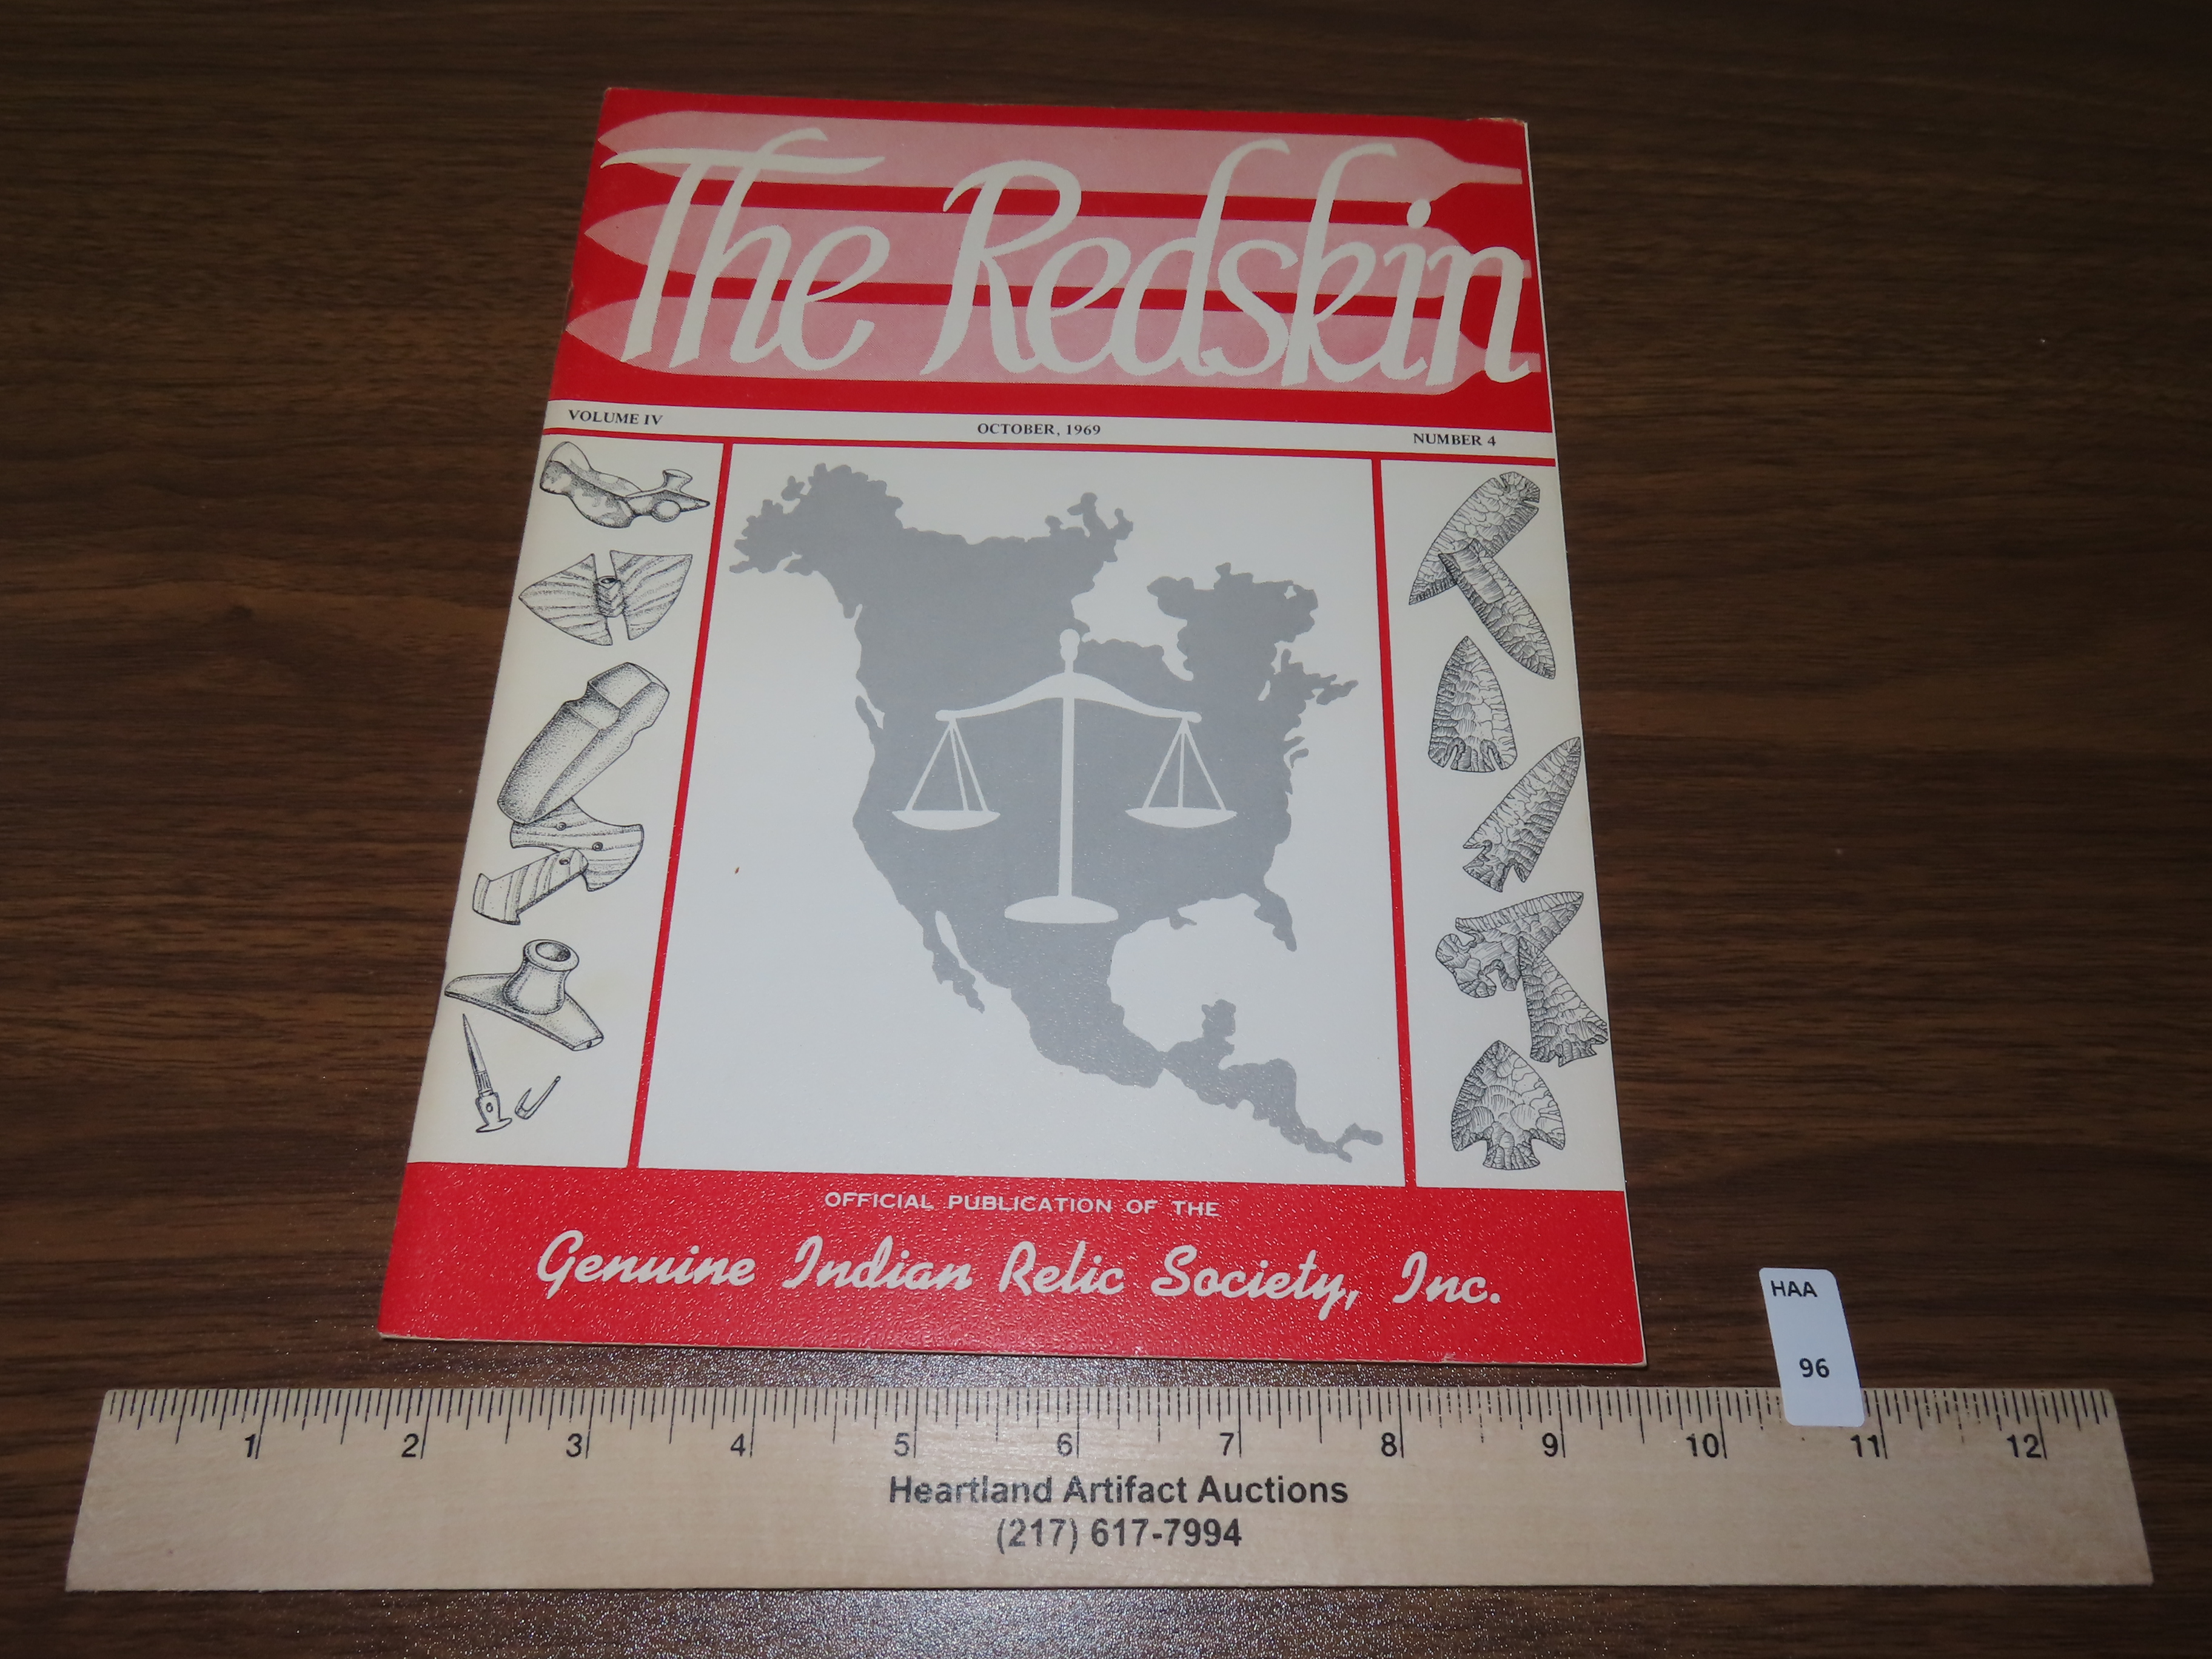 The Redskin
VOLUME IV
OCTOBER, 1969
NUMBER 4
OFFICIAL PUBLICATION OF THE
Genuine Indian Relic Society, Inc.
HAA
96
1 2 3 4 5 6 7 8 9 10 11 12
Heartland Artifact Auctions
(217) 617-7994